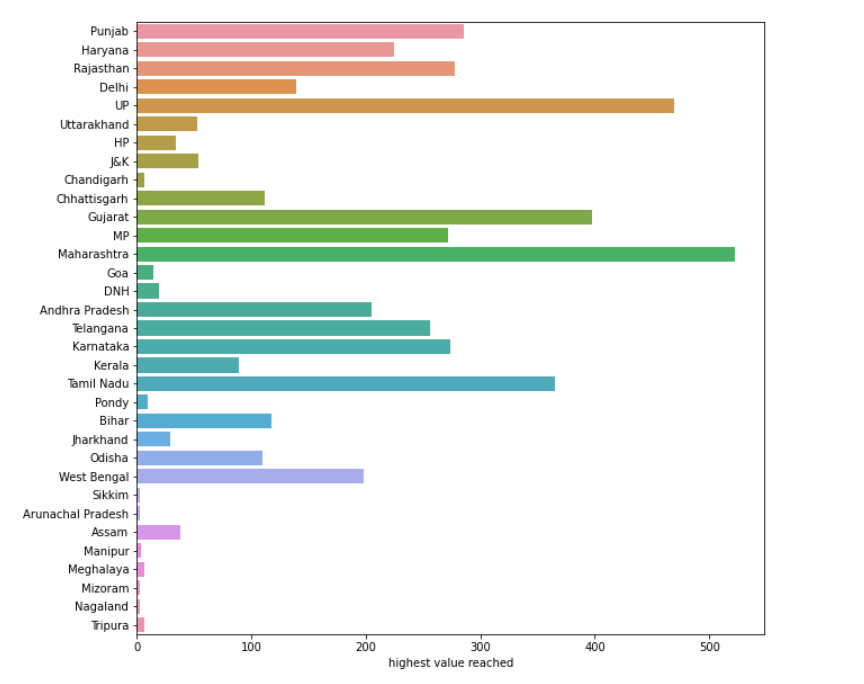 Punjab
Haryana
Rajasthan
Delhi
UP
Uttarakhand
HP
J&K
Chandigarh
Chhattisgarh
Gujarat
MP
Maharashtra
Goa
DNH
Andhra Pradesh
Telangana
Karnataka
Kerala
Tamil Nadu
Pondy
Bihar
Jharkhand
Odisha
West Bengal
Sikkim
Arunachal Pradesh
Assam
Manipur
Meghalaya
Mizoram
Nagaland
Tripura
0 100 200 300 400 500
highest value reached